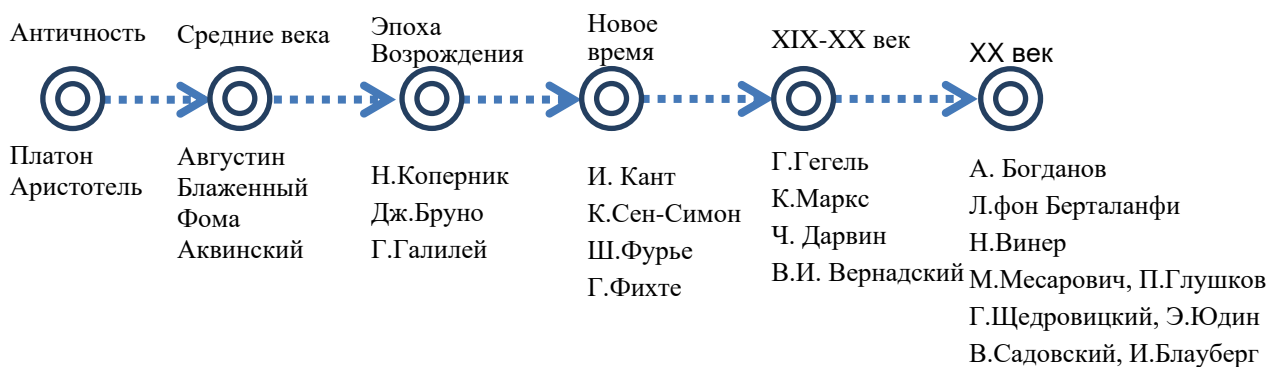 Античность
Платон
Аристотель
Средние века
Августин
Блаженный
Фома
Аквинский
Эпоха
Возрождения
Н.Коперник
Дж.Бруно
Г.Галилей
Новое
время
И. Кант
К.Сен-Симон
Ш.Фурье
Г.Фихте
XIX-XX век
Г.Гегель
К.Маркс
Ч. Дарвин
В.И. Вернадский
XX век
А. Богданов
Л.фон Берталанфи
Н.Винер
М.Месарович, П.Глушков
Г.Щедровицкий, Э.Юдин
В.Садовский, И.Блауберг